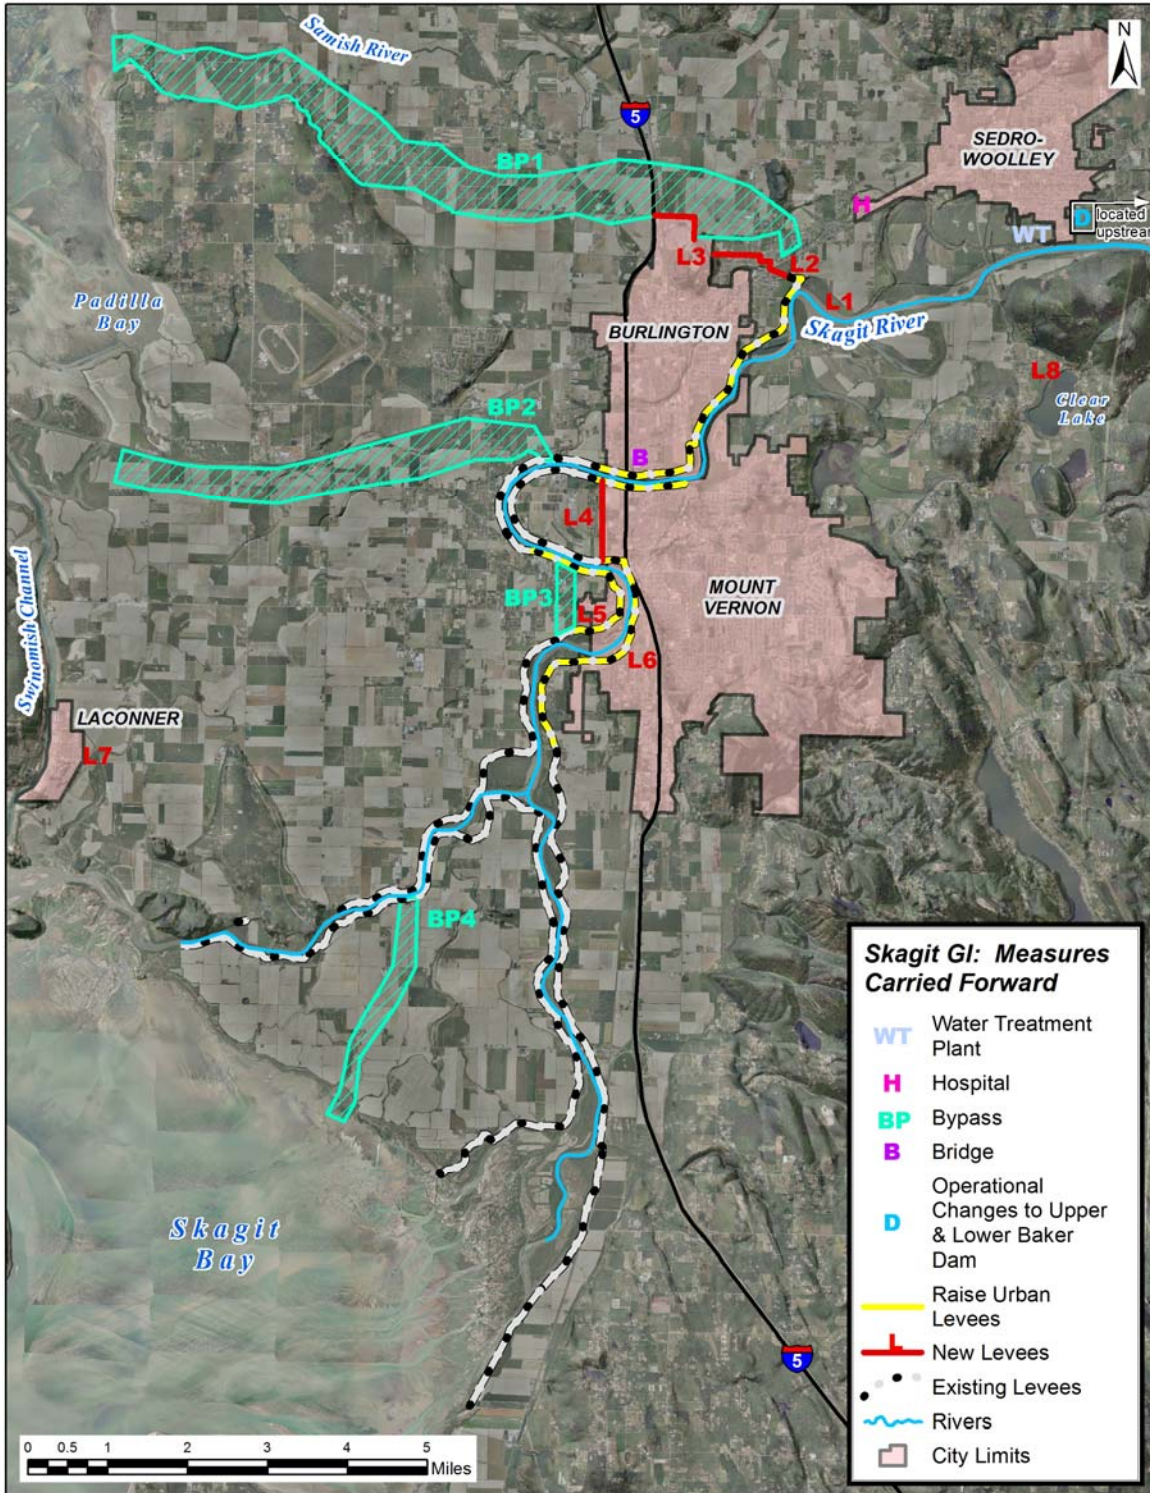 Samish River
N
5
SEDRO-
WOOLLEY
BP1
H
D
located
upstream
WT
L3
L2
L1
Skagit River
Padilla
Bay
BURLINGTON
L8
Clear
Lake
BP2
B
L4
Swinomish Channel
BP3
L5
MOUNT
VERNON
L6
LACONNER
L7
BP4
Skagit
Bay
5
Skagit GI: Measures
Carried Forward
WT Water Treatment
Plant
H Hospital
BP Bypass
B Bridge
Operational
Changes to Upper
D & Lower Baker
Dam
Raise Urban
Levees
L New Levees
Existing Levees
Rivers
City Limits
0 0.5 1 2 3 4 5
Miles